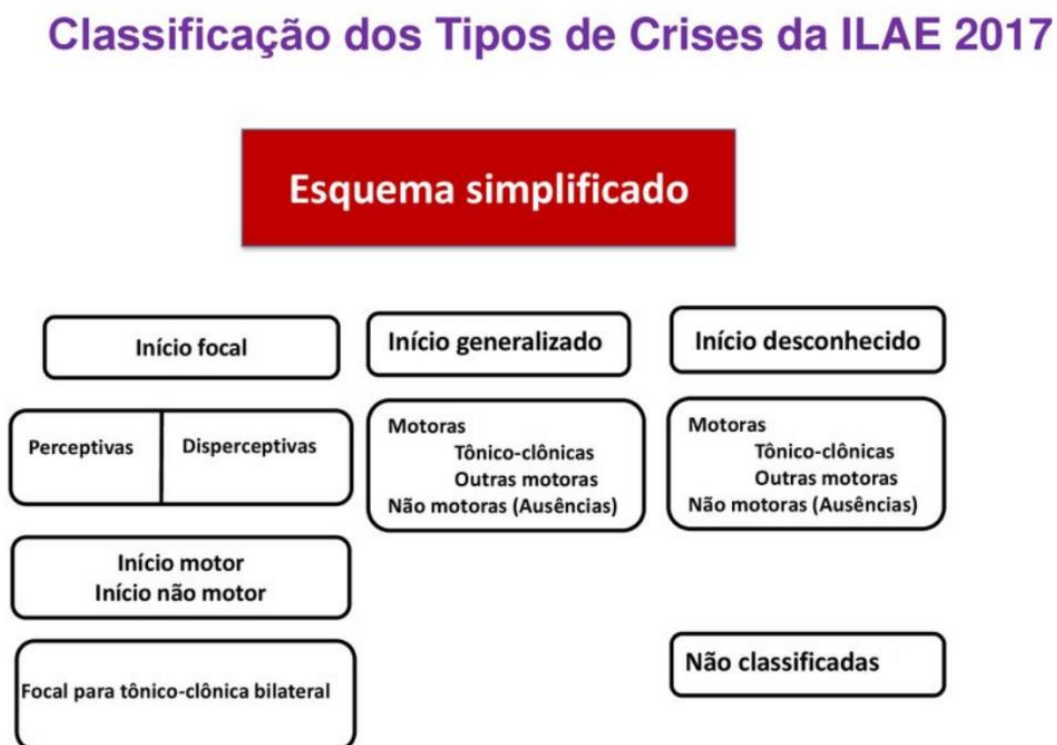 Classificação dos Tipos de Crises da ILAE 2017
Esquema simplificado
Início focal
Perceptivas
Disperceptivas
Início motor
Início não motor
Focal para tônico-clônica bilateral
Início generalizado
Motoras
Tônico-clônicas
Outras motoras
Não motoras (Ausências)
Início desconhecido
Motoras
Tônico-clônicas
Outras motoras
Não motoras (Ausências)
Não classificadas